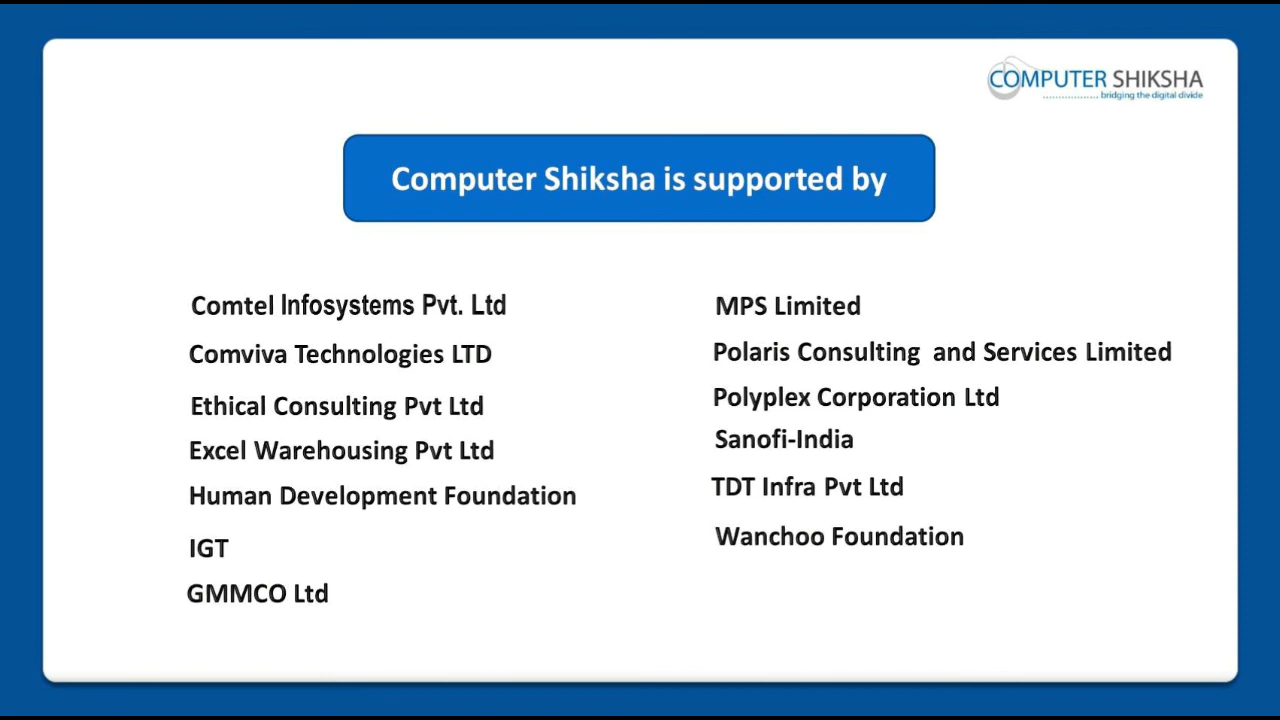 COMPUTER SHIKSHA
bridging the digital divide
Computer Shiksha is supported by
Comtel Infosystems Pvt. Ltd
Comviva Technologies LTD
Ethical Consulting Pvt Ltd
Excel Warehousing Pvt Ltd
Human Development Foundation
IGT
GMMCO Ltd
MPS Limited
Polaris Consulting and Services Limited
Polyplex Corporation Ltd
Sanofi-India
TDT Infra Pvt Ltd
Wanchoo Foundation